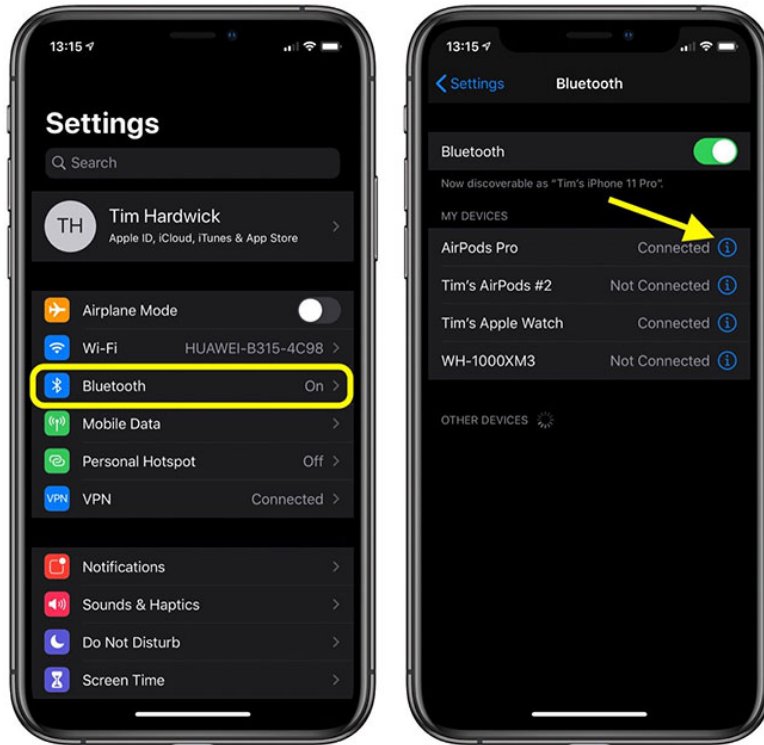 13:15
Settings
Search
TH
Tim Hardwick
Apple ID, iCloud, iTunes & App Store
Airplane Mode
Wi-Fi HUAWEI-B315-4C98
Bluetooth On
Mobile Data
Personal Hotspot Off
VPN VPN Connected
Notifications
Sounds & Haptics
Do Not Disturb
Screen Time
13:15
Settings Bluetooth
Bluetooth
Now discoverable as “Tim’s iPhone 11 Pro”.
MY DEVICES
AirPods Pro Connected
Tim’s AirPods #2 Not Connected
Tim’s Apple Watch Connected
WH-1000XM3 Not Connected
OTHER DEVICES